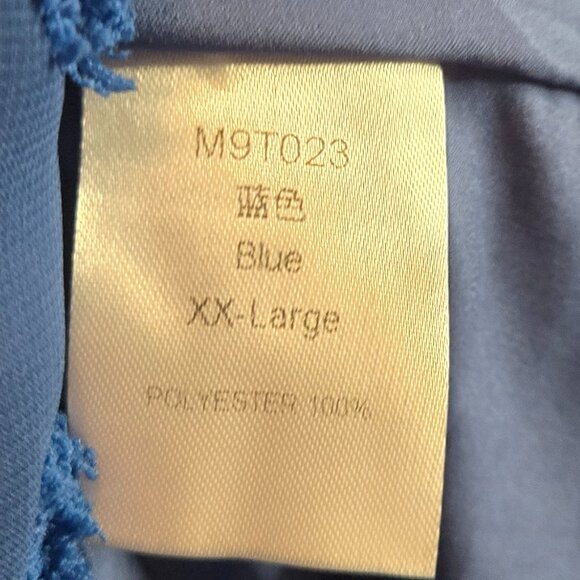 M9T023
蓝色
Blue
XX-Large
POLYESTER 100%